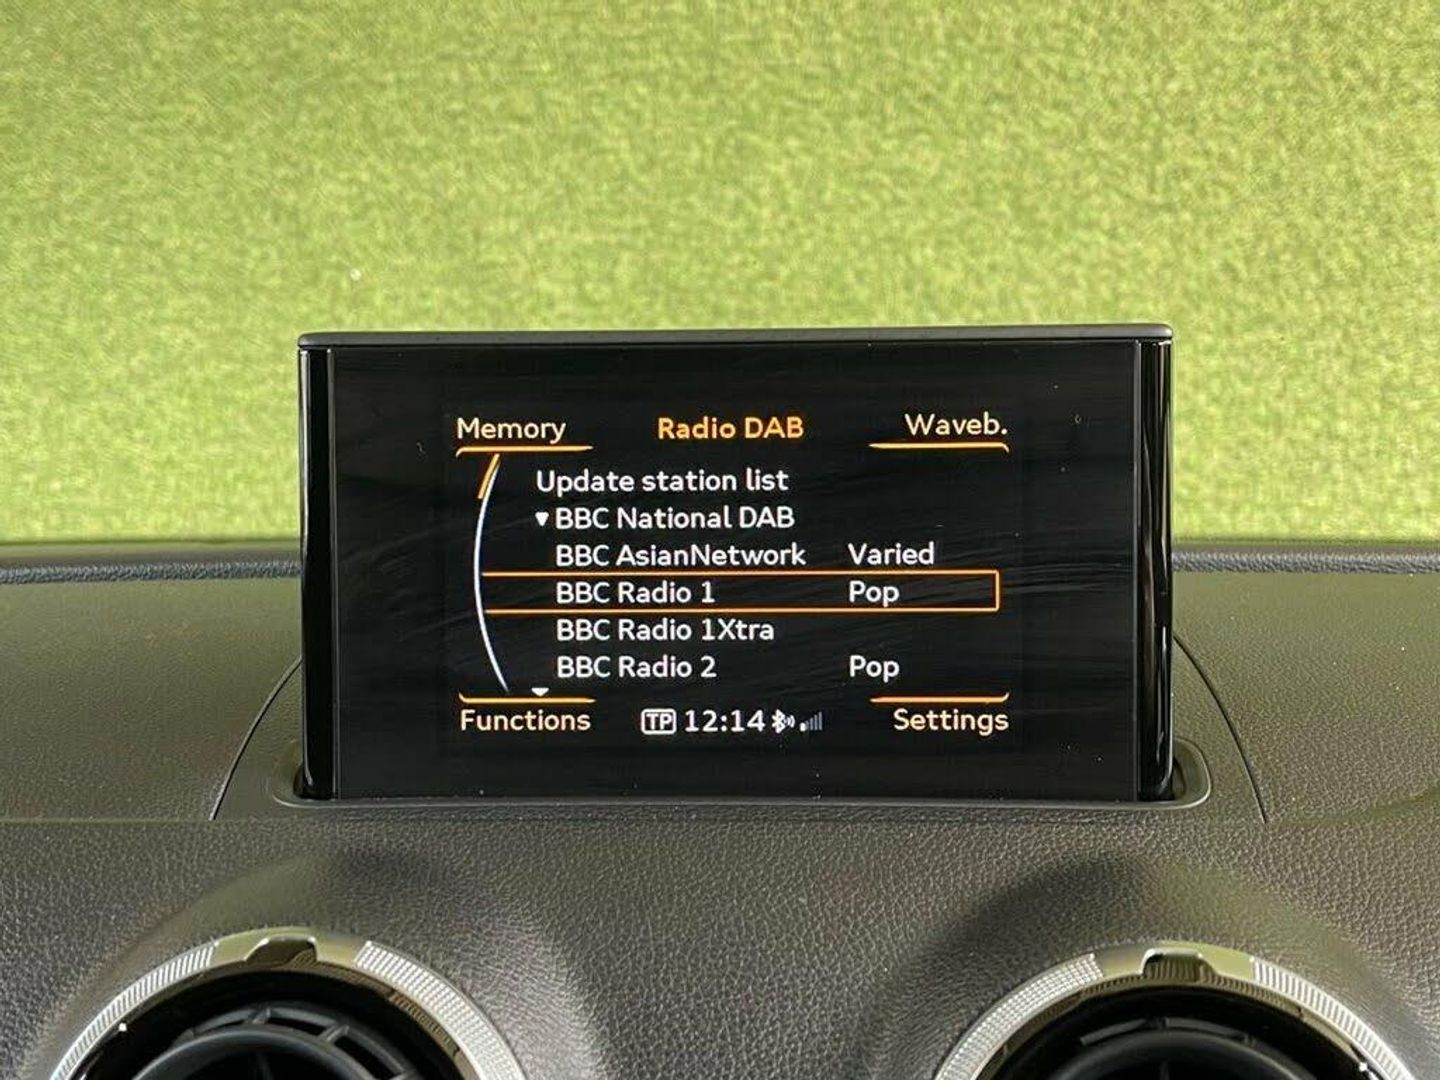 Memory Radio DAB Waveb.
Update station list
▼ BBC National DAB
BBC AsianNetwork Varied
BBC Radio 1 Pop
BBC Radio 1Xtra
BBC Radio 2 Pop
Functions TP 12:14 Settings